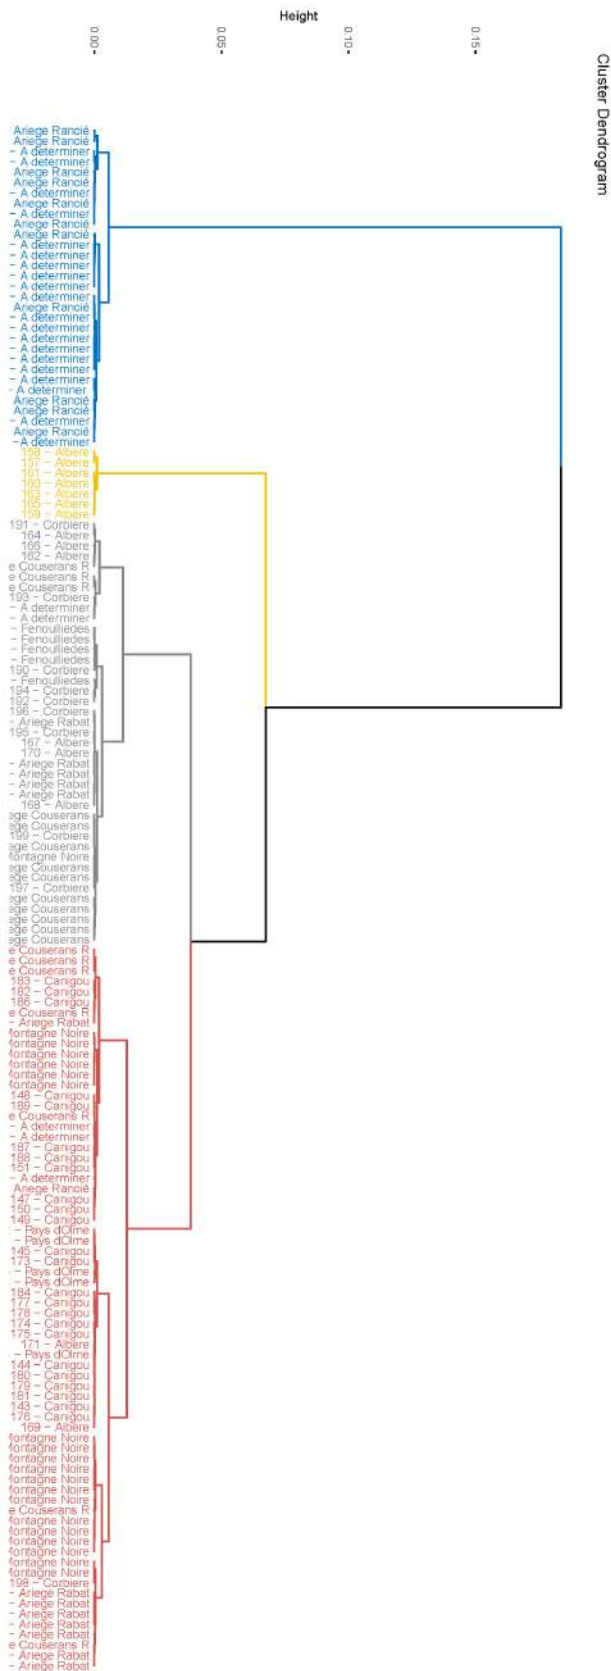 Height
0.00
0.05
0.10
0.15
Cluster Dendrogram
Ariege Rancié
Ariege Rancié
− A determiner
− A determiner
Ariege Rancié
Ariege Rancié
− A determiner
Ariege Rancié
− A determiner
Ariege Rancié
Ariege Rancié
− A determiner
− A determiner
− A determiner
− A determiner
− A determiner
− A determiner
Ariege Rancié
− A determiner
− A determiner
− A determiner
− A determiner
− A determiner
− A determiner
− A determiner
− A determiner
Ariege Rancié
Ariege Rancié
− A determiner
Ariege Rancié
−A determiner
158 − Albere
157 − Albere
161 − Albere
160 − Albere
163 − Albere
165 − Albere
159 − Albere
191 − Corbiere
164 − Albere
166 − Albere
162 − Albere
e Couserans R
e Couserans R
e Couserans R
193 − Corbiere
− A determiner
− A determiner
− Fenoulliedes
− Fenoulliedes
− Fenoulliedes
− Fenoulliedes
190 − Corbiere
− Fenoulliedes
194 − Corbiere
192 − Corbiere
196 − Corbiere
− Ariege Rabat
195 − Corbiere
167 − Albere
170 − Albere
− Ariege Rabat
− Ariege Rabat
− Ariege Rabat
− Ariege Rabat
168 − Albere
ege Couserans
ege Couserans
199 − Corbiere
ege Couserans
Montagne Noire
ege Couserans
ege Couserans
197 − Corbiere
ege Couserans
ege Couserans
ege Couserans
ege Couserans
ege Couserans
e Couserans R
e Couserans R
e Couserans R
183 − Canigou
182 − Canigou
186 − Canigou
e Couserans R
− Ariege Rabat
Montagne Noire
Montagne Noire
Montagne Noire
Montagne Noire
Montagne Noire
Montagne Noire
148 − Canigou
189 − Canigou
e Couserans R
− A determiner
− A determiner
187 − Canigou
188 − Canigou
151 − Canigou
− A determiner
Ariege Rancié
147 − Canigou
150 − Canigou
149 − Canigou
− Pays dOlme
− Pays dOlme
145 − Canigou
173 − Canigou
− Pays dOlme
− Pays dOlme
184 − Canigou
177 − Canigou
178 − Canigou
174 − Canigou
175 − Canigou
171 − Albere
− Pays dOlme
144 − Canigou
180 − Canigou
179 − Canigou
181 − Canigou
143 − Canigou
176 − Canigou
169 − Albere
Montagne Noire
Montagne Noire
Montagne Noire
Montagne Noire
Montagne Noire
Montagne Noire
Montagne Noire
e Couserans R
Montagne Noire
Montagne Noire
Montagne Noire
Montagne Noire
Montagne Noire
Montagne Noire
198 − Corbiere
− Ariege Rabat
− Ariege Rabat
− Ariege Rabat
− Ariege Rabat
− Ariege Rabat
e Couserans R
− Ariege Rabat
− Ariege Rabat